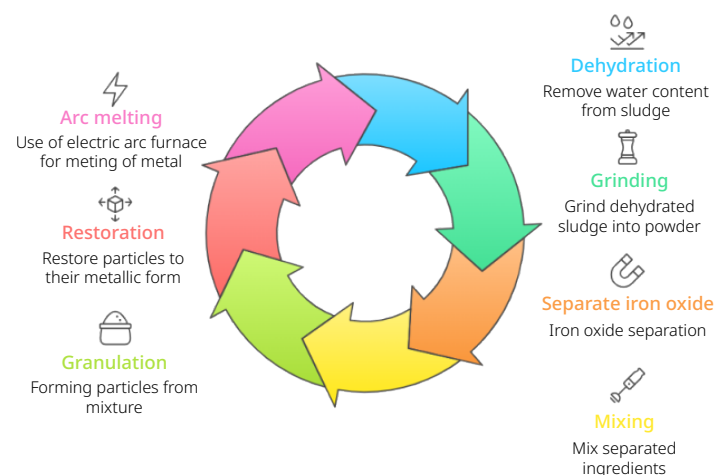 Dehydration
Remove water content
from sludge
Grinding
Grind dehydrated
sludge into powder
Separate iron oxide
Iron oxide separation
Mixing
Mix separated
ingredients
Granulation
Forming particles from
mixture
Restoration
Restore particles to
their metallic form
Arc melting
Use of electric arc furnace
for meting of metal